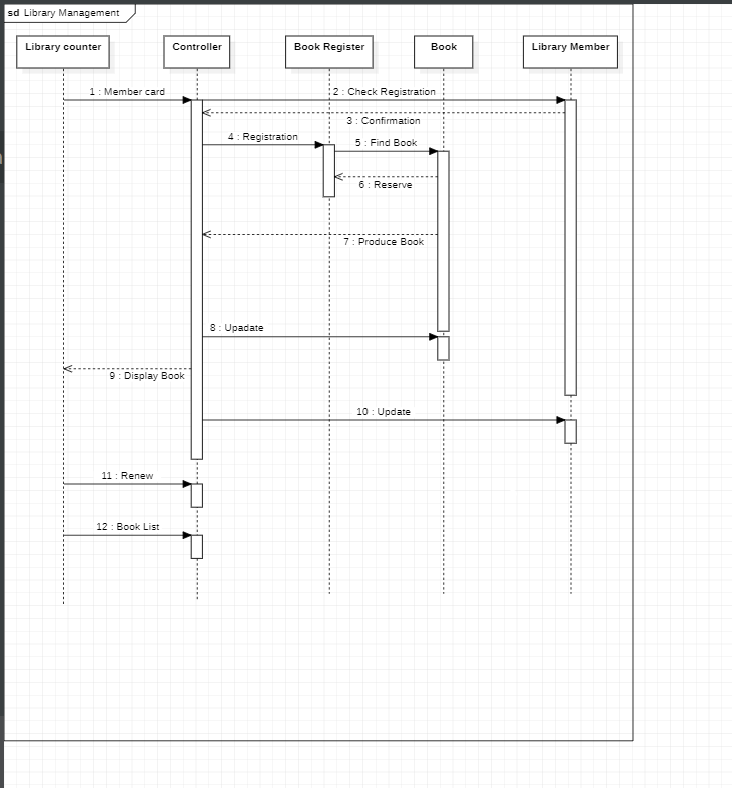 sd Library Management
Library counter
Controller
Book Register
Book
Library Member
1 : Member card
2 : Check Registration
3 : Confirmation
4 : Registration
5 : Find Book
6 : Reserve
7 : Produce Book
8 : Upadate
9 : Display Book
10 : Update
11 : Renew
12 : Book List